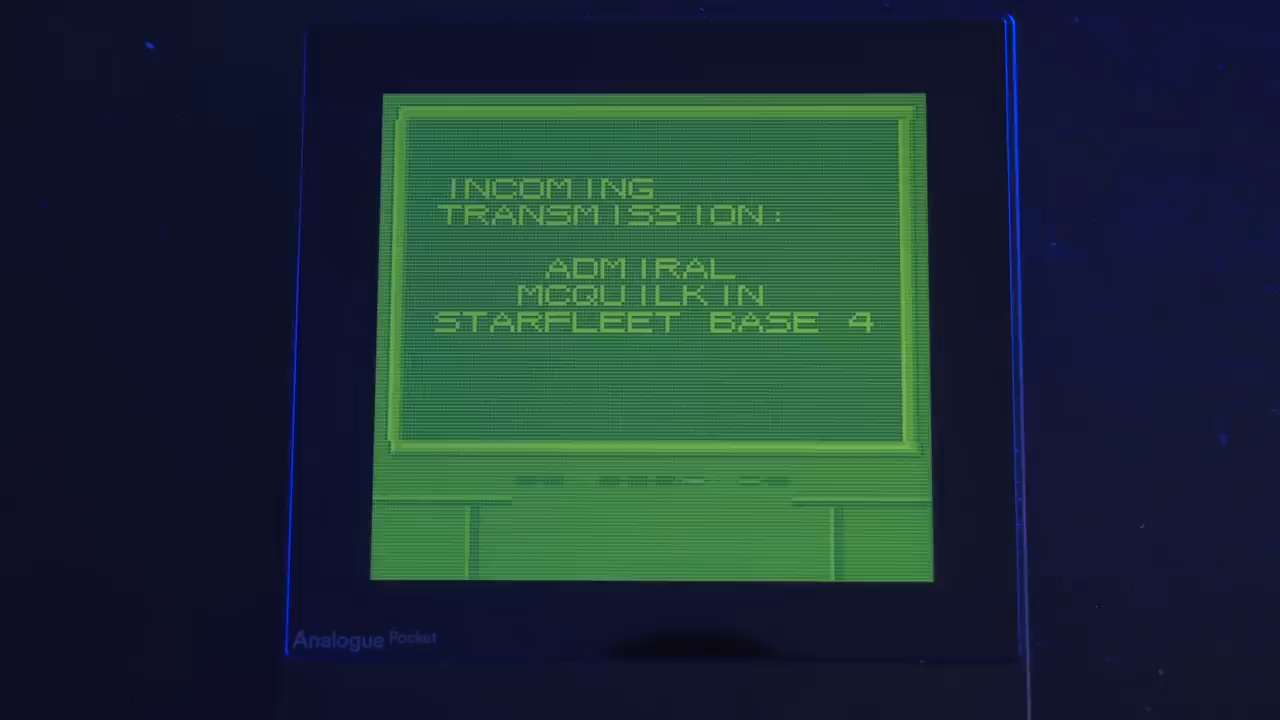 INCOMING
TRANSMISSION:
ADMIRAL
MCQUILKIN
STARFLEET BASE 4
Analogue Pocket